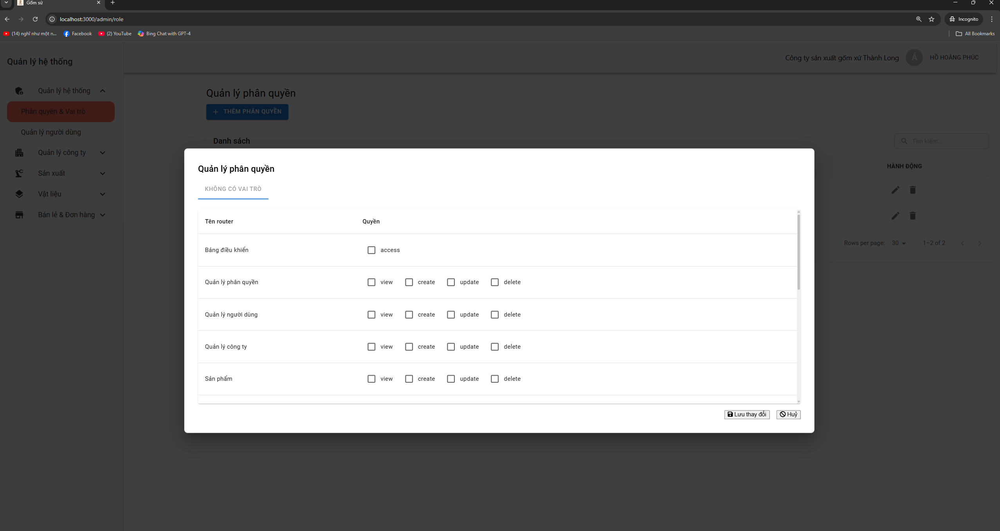 Gốm sứ
localhost:3000/admin/role
Incognito
(14) nghĩ như một n...
Facebook
(2) YouTube
Bing Chat with GPT-4
All Bookmarks
Quản lý hệ thống
Công ty sản xuất gốm xứ Thành Long
Á
HỒ HOÀNG PHÚC
Quản lý hệ thống
Phân quyền & Vai trò
Quản lý người dùng
Quản lý công ty
Sản xuất
Vật liệu
Bán lẻ & Đơn hàng
Quản lý phân quyền
THÊM PHÂN QUYỀN
Danh sách
Tìm kiếm...
HÀNH ĐỘNG
Rows per page: 30 1–2 of 2
Quản lý phân quyền
KHÔNG CÓ VAI TRÒ
Tên router Quyền
Bảng điều khiển access
Quản lý phân quyền view create update delete
Quản lý người dùng view create update delete
Quản lý công ty view create update delete
Sản phẩm view create update delete
Lưu thay đổi Huỷ